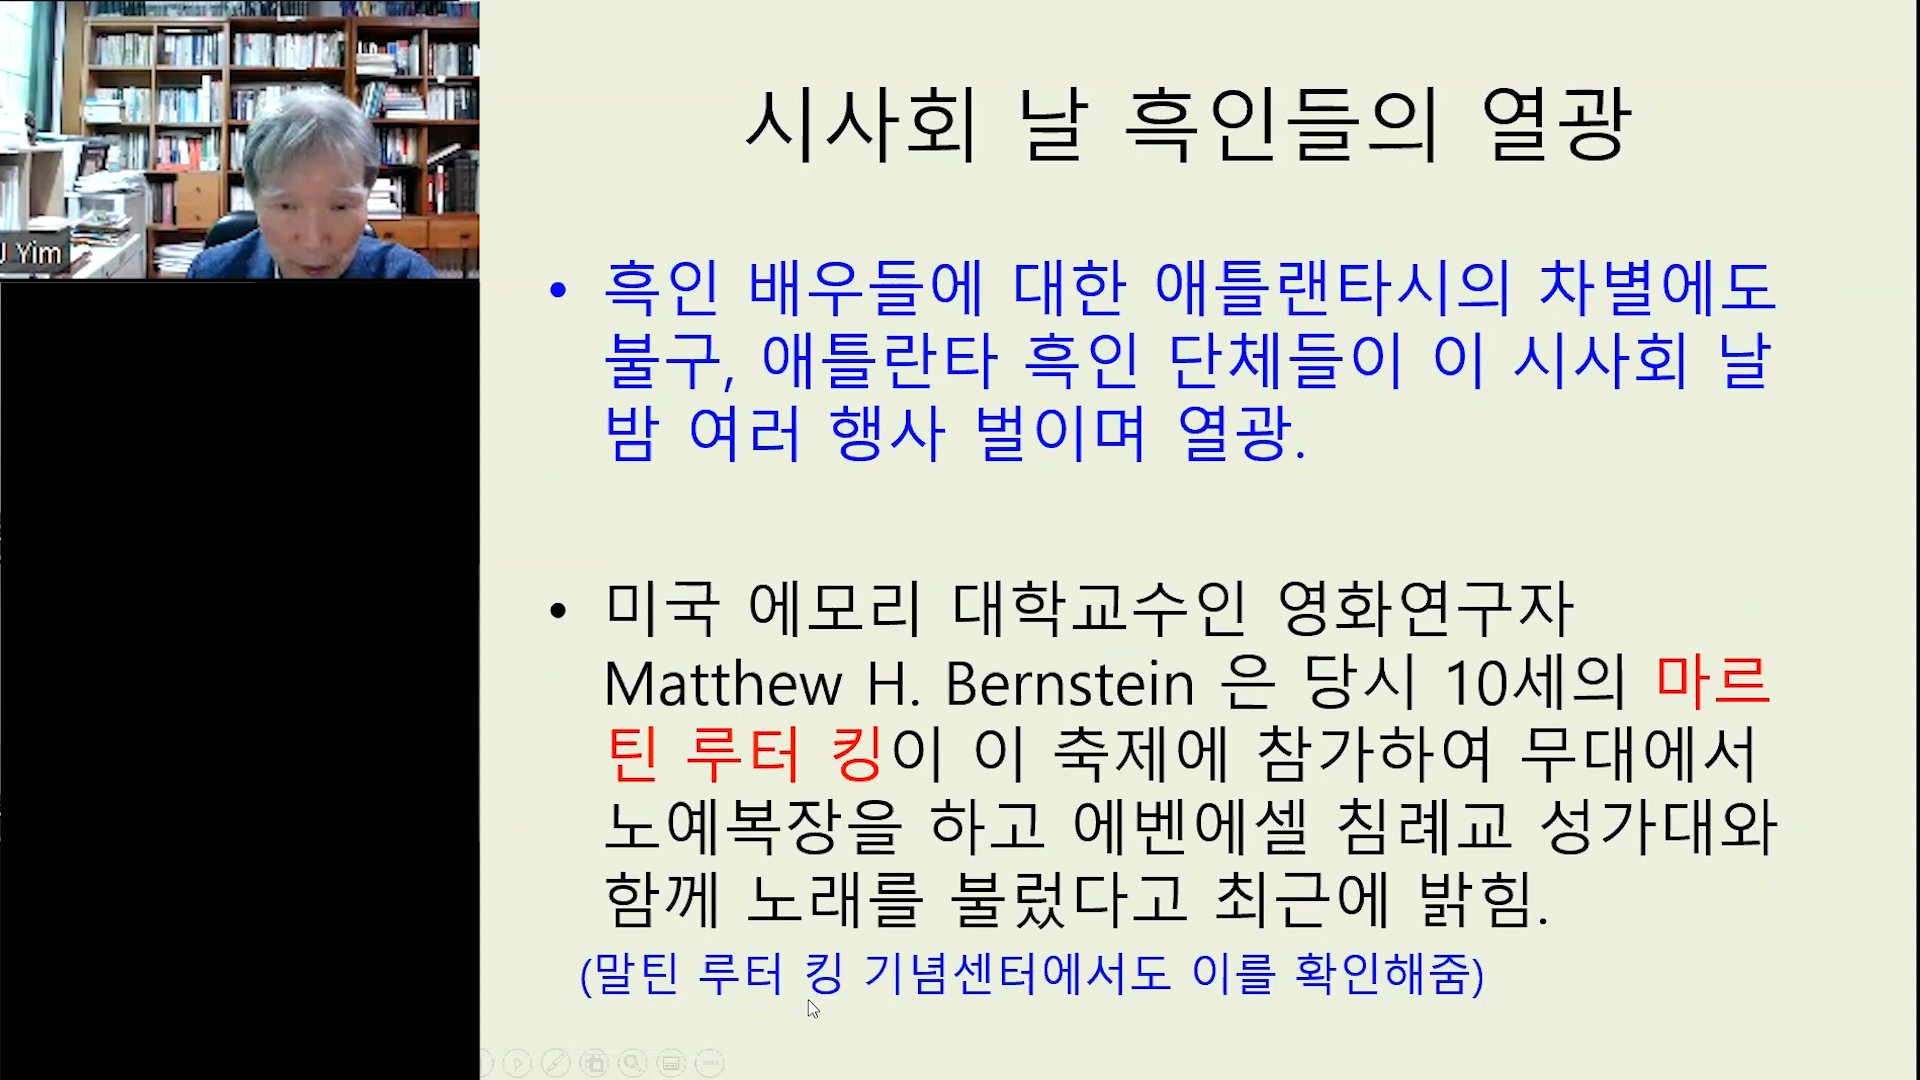 J Yim
시사회 날 흑인들의 열광
• 흑인 배우들에 대한 애틀랜타시의 차별에도
불구, 애틀란타 흑인 단체들이 이 시사회 날
밤 여러 행사 벌이며 열광.
• 미국 에모리 대학교수인 영화연구자
Matthew H. Bernstein 은 당시 10세의 마르
틴 루터 킹이 이 축제에 참가하여 무대에서
노예복장을 하고 에벤에셀 침례교 성가대와
함께 노래를 불렀다고 최근에 밝힘.
(말틴 루터 킹 기념센터에서도 이를 확인해줌)